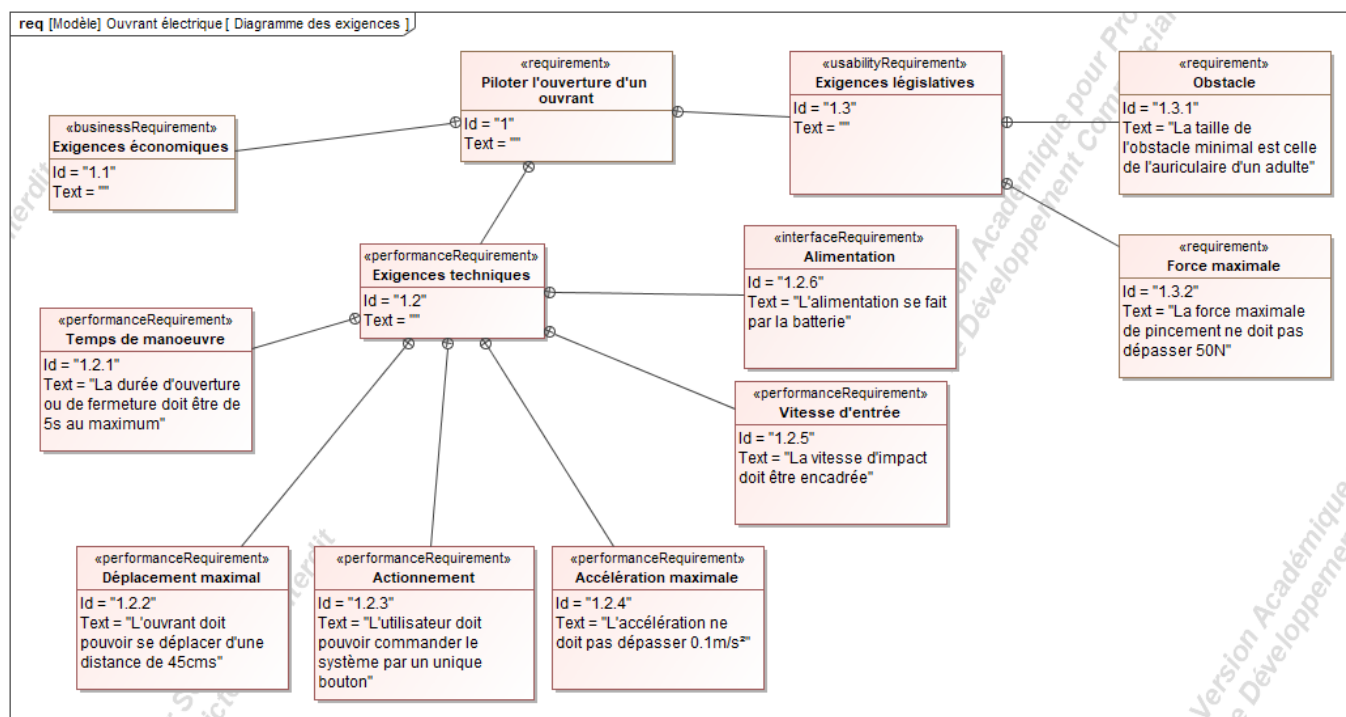 req [Modèle] Ouvrant électrique [ Diagramme des exigences ]
«requirement»
Piloter l'ouverture d'un
ouvrant
Id = "1"
Text = ""
«usabilityRequirement»
Exigences législatives
Id = "1.3"
Text = ""
«requirement»
Obstacle
Id = "1.3.1"
Text = "La taille de
l'obstacle minimal est celle
de l'auriculaire d'un adulte"
«businessRequirement»
Exigences économiques
Id = "1.1"
Text = ""
«performanceRequirement»
Exigences techniques
Id = "1.2"
Text = ""
«interfaceRequirement»
Alimentation
Id = "1.2.6"
Text = "L'alimentation se fait
par la batterie"
«requirement»
Force maximale
Id = "1.3.2"
Text = "La force maximale
de pincement ne doit pas
dépasser 50N"
«performanceRequirement»
Temps de manoeuvre
Id = "1.2.1"
Text = "La durée d'ouverture
ou de fermeture doit être de
5s au maximum"
«performanceRequirement»
Vitesse d'entrée
Id = "1.2.5"
Text = "La vitesse d'impact
doit être encadrée"
«performanceRequirement»
Déplacement maximal
Id = "1.2.2"
Text = "L'ouvrant doit
pouvoir se déplacer d'une
distance de 45cms"
«performanceRequirement»
Actionnement
Id = "1.2.3"
Text = "L'utilisateur doit
pouvoir commander le
système par un unique
bouton"
«performanceRequirement»
Accélération maximale
Id = "1.2.4"
Text = "L'accélération ne
doit pas dépasser 0.1m/s²"
Académique pour
Développement
Version Académique
Développement